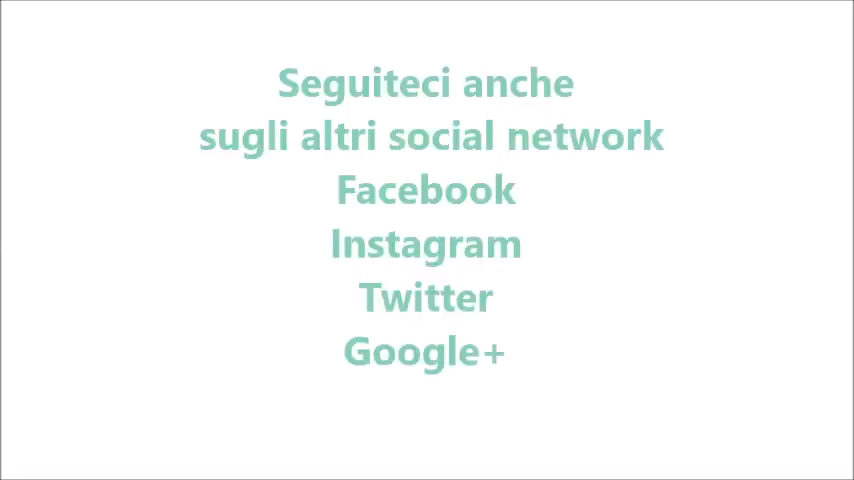 Seguiteci anche
sugli altri social network
Facebook
Instagram
Twitter
Google+